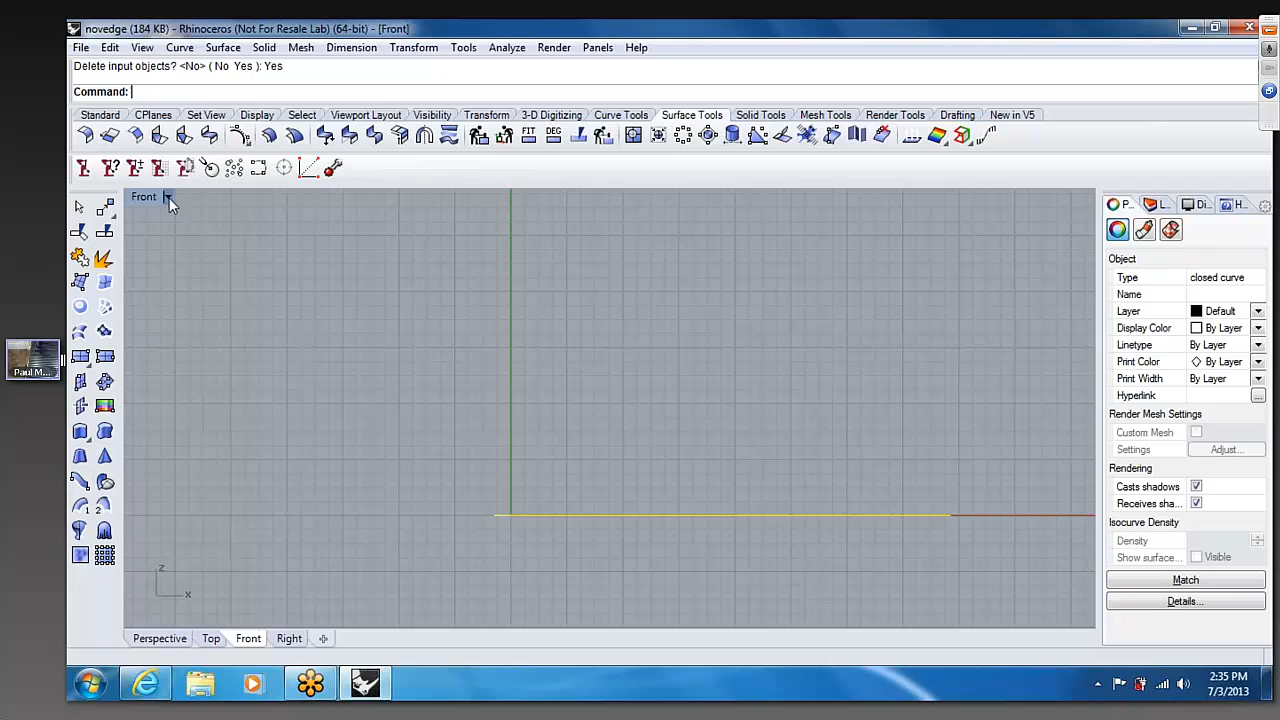 novedge (184 KB) - Rhinoceros (Not For Resale Lab) (64-bit) - [Front]
File Edit View Curve Surface Solid Mesh Dimension Transform Tools Analyze Render Panels Help
Delete input objects? <No> ( No Yes ): Yes
Command:
Standard CPlanes Set View Display Select Viewport Layout Visibility Transform 3-D Digitizing Curve Tools Surface Tools Solid Tools Mesh Tools Render Tools Drafting New in V5
FIT DEG
Front
P... L... Di... H...
Object
Type closed curve
Name
Layer Default
Display Color By Layer
Linetype By Layer
Print Color By Layer
Print Width By Layer
Hyperlink ...
Render Mesh Settings
Custom Mesh
Settings Adjust...
Rendering
Casts shadows
Receives sha...
Isocurve Density
Density
Show surface... Visible
Match
Details...
Paul M...
1 2
z
x
Perspective Top Front Right
2:35 PM
7/3/2013